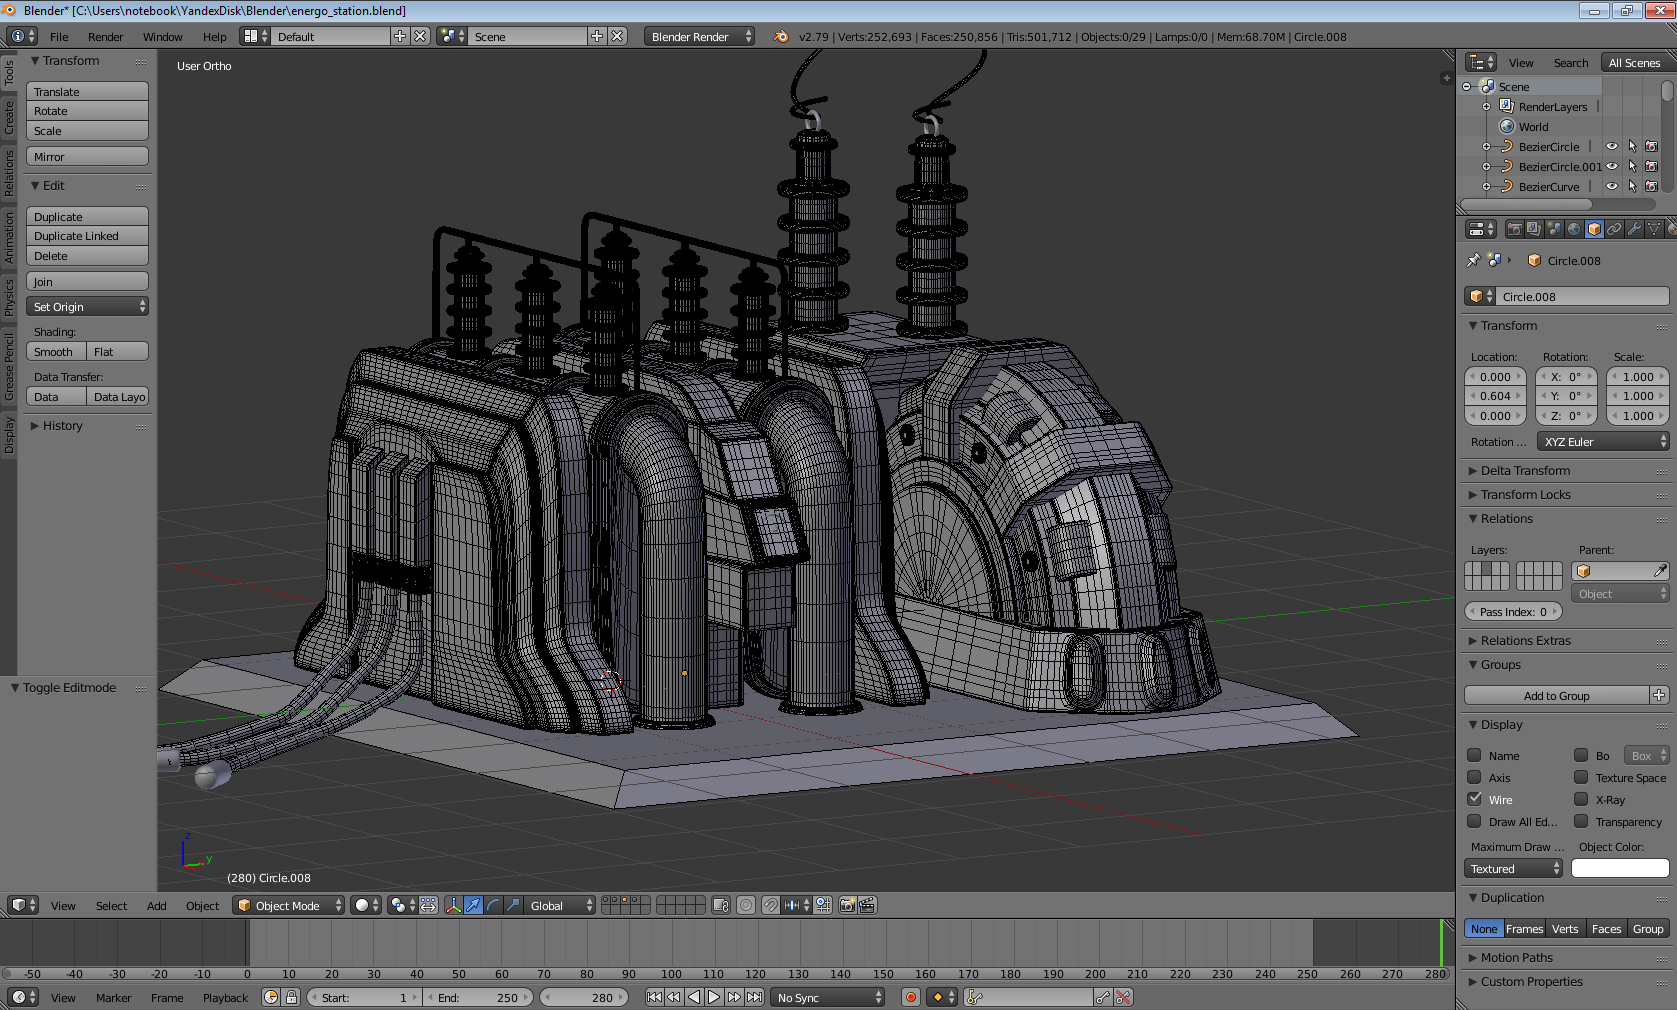 Blender* [C:\Users\notebook\YandexDisk\Blender\energo_station.blend]
File Render Window Help Default Scene Blender Render v2.79 | Verts:252,693 | Faces:250,856 | Tris:501,712 | Objects:0/29 | Lamps:0/0 | Mem:68.70M | Circle.008
Tools
Create
Relations
Animation
Physics
Grease Pencil
Display
Transform
Translate
Rotate
Scale
Mirror
Edit
Duplicate
Duplicate Linked
Delete
Join
Set Origin
Shading:
Smooth Flat
Data Transfer:
Data Data Layo
History
Toggle Editmode
User Ortho
z
y
(280) Circle.008
View Select Add Object Object Mode Global
-50 -40 -30 -20 -10 0 10 20 30 40 50 60 70 80 90 100 110 120 130 140 150 160 170 180 190 200 210 220 230 240 250 260 270 280
View Marker Frame Playback Start: 1 End: 250 280 No Sync
View Search All Scenes
Scene
RenderLayers
World
BezierCircle
BezierCircle.001
BezierCurve
Circle.008
Circle.008
Transform
Location: Rotation: Scale:
0.000 X: 0° 1.000
0.604 Y: 0° 1.000
0.000 Z: 0° 1.000
Rotation ... XYZ Euler
Delta Transform
Transform Locks
Relations
Layers: Parent:
Object
Pass Index: 0
Relations Extras
Groups
Add to Group
Display
Name Bo Box
Axis Texture Space
Wire X-Ray
Draw All Ed... Transparency
Maximum Draw ... Object Color:
Textured
Duplication
None Frames Verts Faces Group
Motion Paths
Custom Properties